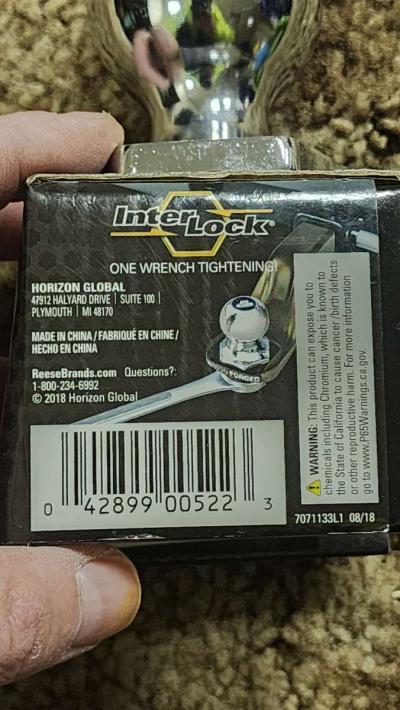 InterLock®
ONE WRENCH TIGHTENING!
HORIZON GLOBAL
47912 HALYARD DRIVE | SUITE 100 |
PLYMOUTH | MI 48170
MADE IN CHINA / FABRIQUÉ EN CHINE /
HECHO EN CHINA
ReeseBrands.com Questions?:
1-800-234-6992
© 2018 Horizon Global
FORGED
0 42899 00522 3
WARNING: This product can expose you to
chemicals including Chromium, which is known to
the State of California to cause cancer/birth defects
or other reproductive harm. For more information
go to www.P65Warnings.ca.gov.
7071133L1 08/18